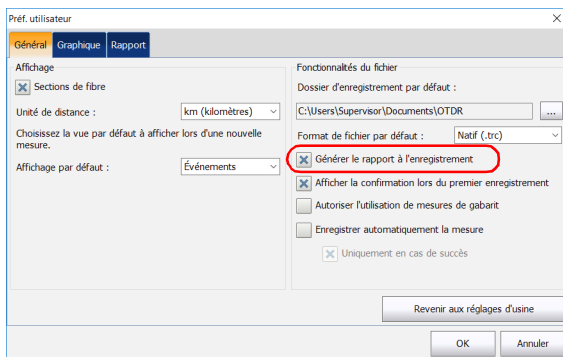 Préf. utilisateur
Général Graphique Rapport
Affichage
Sections de fibre
Unité de distance : km (kilomètres)
Choisissez la vue par défaut à afficher lors d'une nouvelle
mesure.
Affichage par défaut : Événements
Fonctionnalités du fichier
Dossier d'enregistrement par défaut :
C:\Users\Supervisor\Documents\OTDR ...
Format de fichier par défaut : Natif (.trc)
Générer le rapport à l'enregistrement
Afficher la confirmation lors du premier enregistrement
Autoriser l'utilisation de mesures de gabarit
Enregistrer automatiquement la mesure
Uniquement en cas de succès
Revenir aux réglages d'usine
OK Annuler